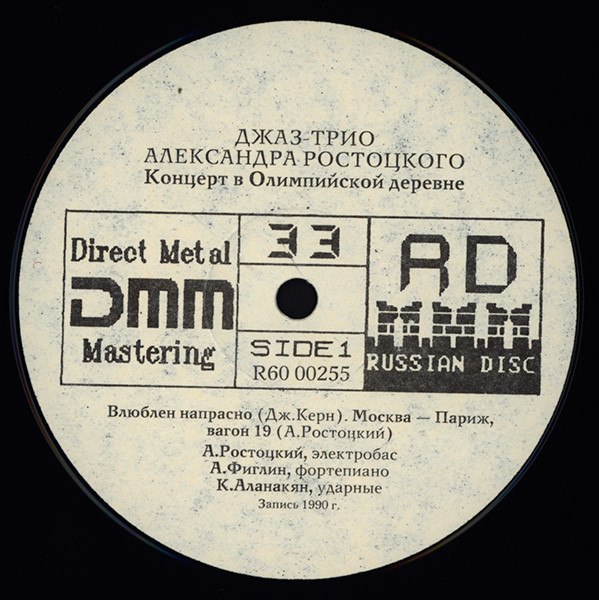 ДЖАЗ-ТРИО
АЛЕКСАНДРА РОСТОЦКОГО
Концерт в Олимпийской деревне
Direct Metal
DMM
Mastering
33
SIDE 1
R60 00255
RD
RUSSIAN DISC
Влюблен напрасно (Дж.Керн). Москва — Париж,
вагон 19 (А.Ростоцкий)
А.Ростоцкий, электробас
А.Фиглин, фортепиано
К.Аланакян, ударные
Запись 1990 г.